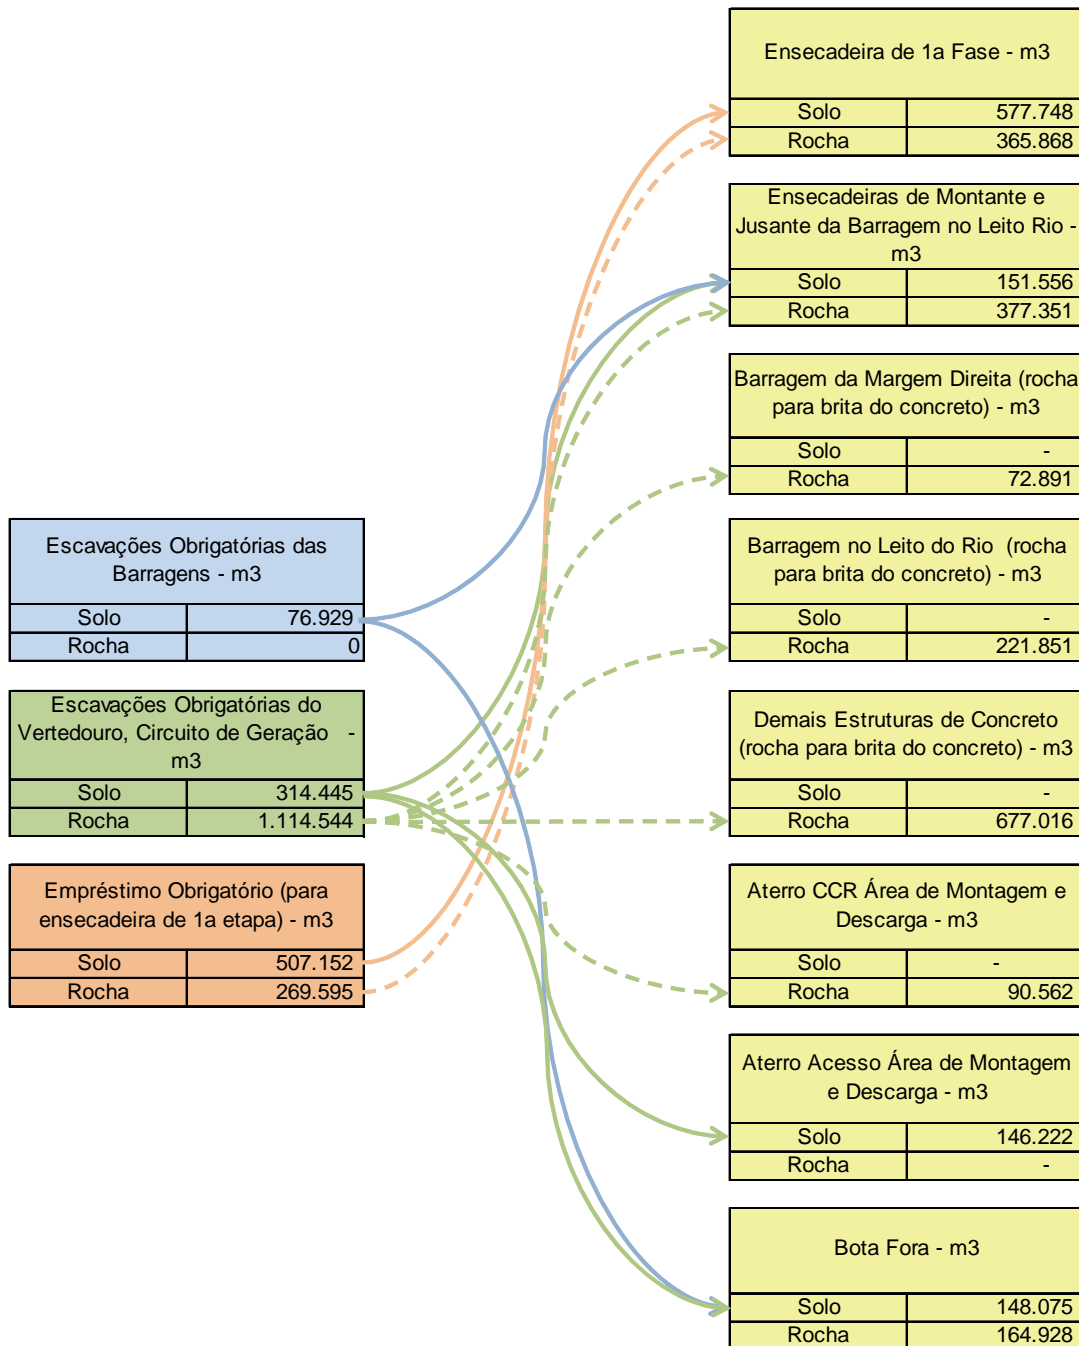 Ensecadeira de 1a Fase - m3
Solo 577.748
Rocha 365.868
Ensecadeiras de Montante e
Jusante da Barragem no Leito Rio -
m3
Solo 151.556
Rocha 377.351
Barragem da Margem Direita (rocha
para brita do concreto) - m3
Solo -
Rocha 72.891
Escavações Obrigatórias das
Barragens - m3
Solo 76.929
Rocha 0
Barragem no Leito do Rio (rocha
para brita do concreto) - m3
Solo -
Rocha 221.851
Escavações Obrigatórias do
Vertedouro, Circuito de Geração -
m3
Solo 314.445
Rocha 1.114.544
Demais Estruturas de Concreto
(rocha para brita do concreto) - m3
Solo -
Rocha 677.016
Empréstimo Obrigatório (para
ensecadeira de 1a etapa) - m3
Solo 507.152
Rocha 269.595
Aterro CCR Área de Montagem e
Descarga - m3
Solo -
Rocha 90.562
Aterro Acesso Área de Montagem
e Descarga - m3
Solo 146.222
Rocha -
Bota Fora - m3
Solo 148.075
Rocha 164.928